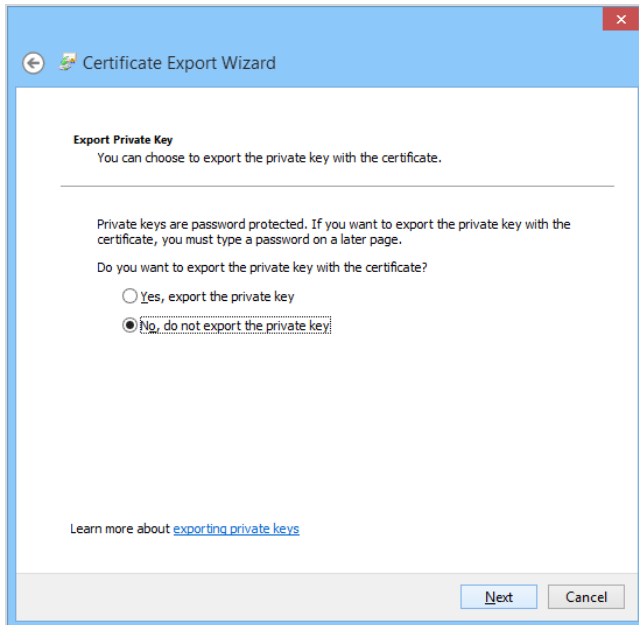 Certificate Export Wizard
Export Private Key
You can choose to export the private key with the certificate.
Private keys are password protected. If you want to export the private key with the
certificate, you must type a password on a later page.
Do you want to export the private key with the certificate?
Yes, export the private key
No, do not export the private key
Learn more about exporting private keys
Next
Cancel